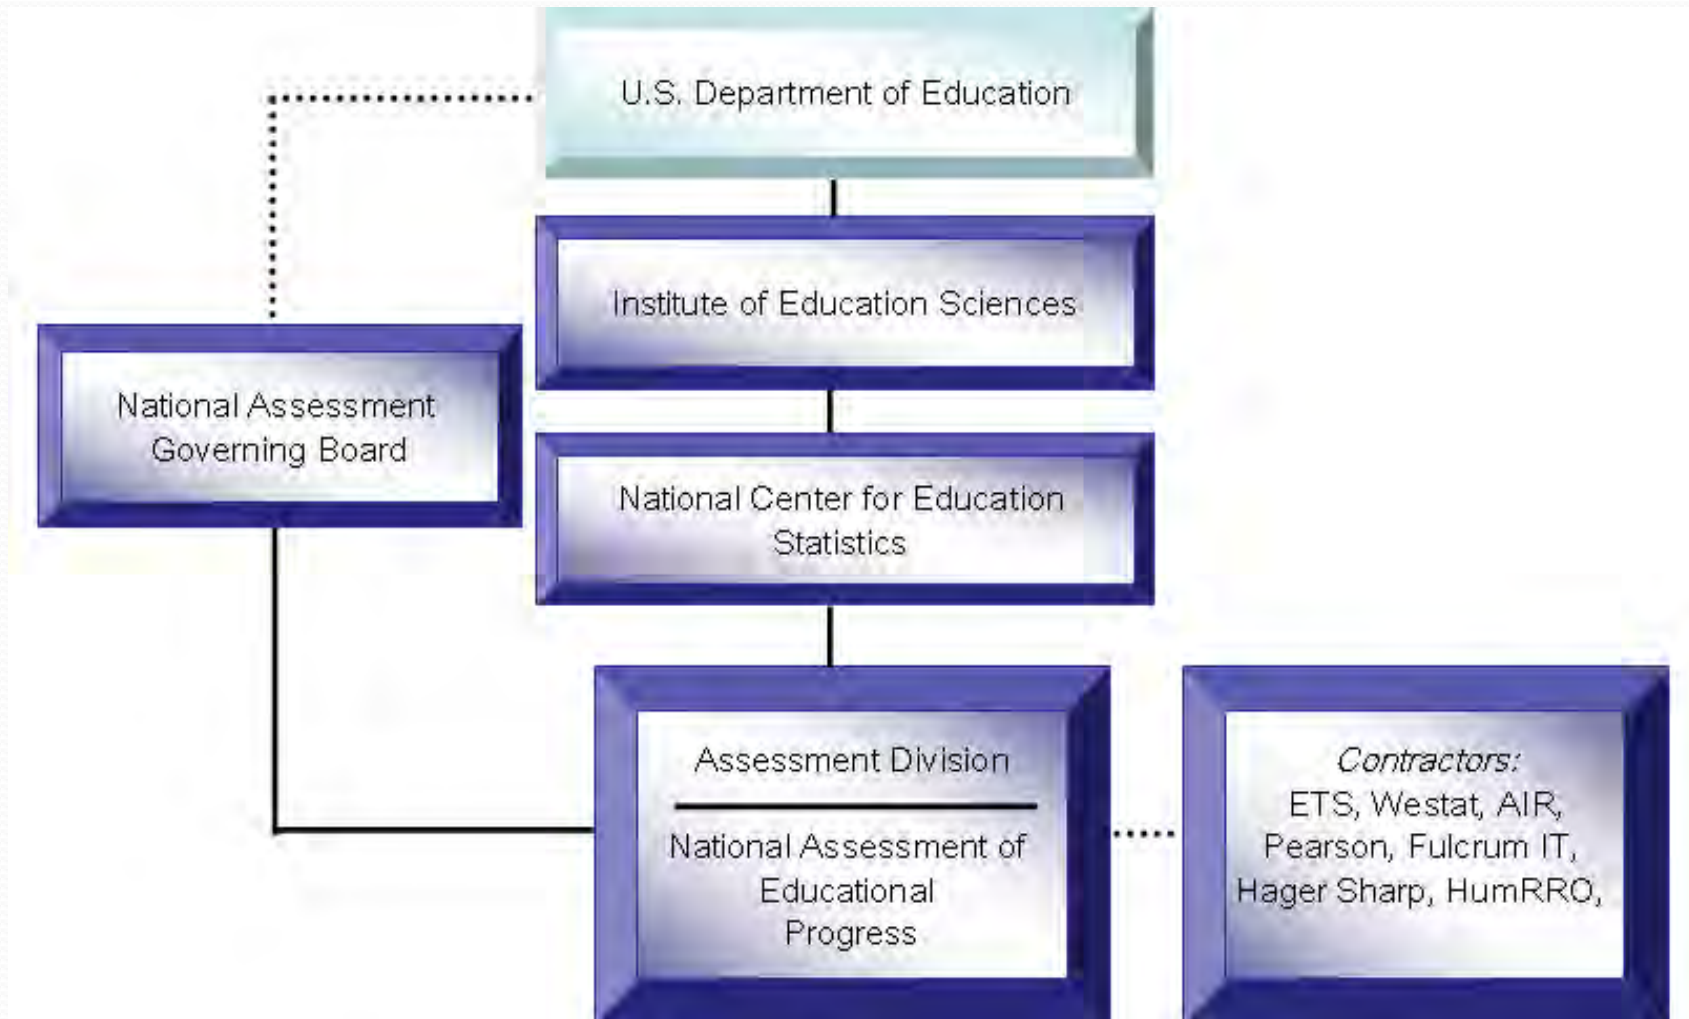 U.S. Department of Education
Institute of Education Sciences
National Assessment
Governing Board
National Center for Education
Statistics
Assessment Division
National Assessment of
Educational
Progress
Contractors:
ETS, Westat, AIR,
Pearson, Fulcrum IT,
Hager Sharp, HumRRO,